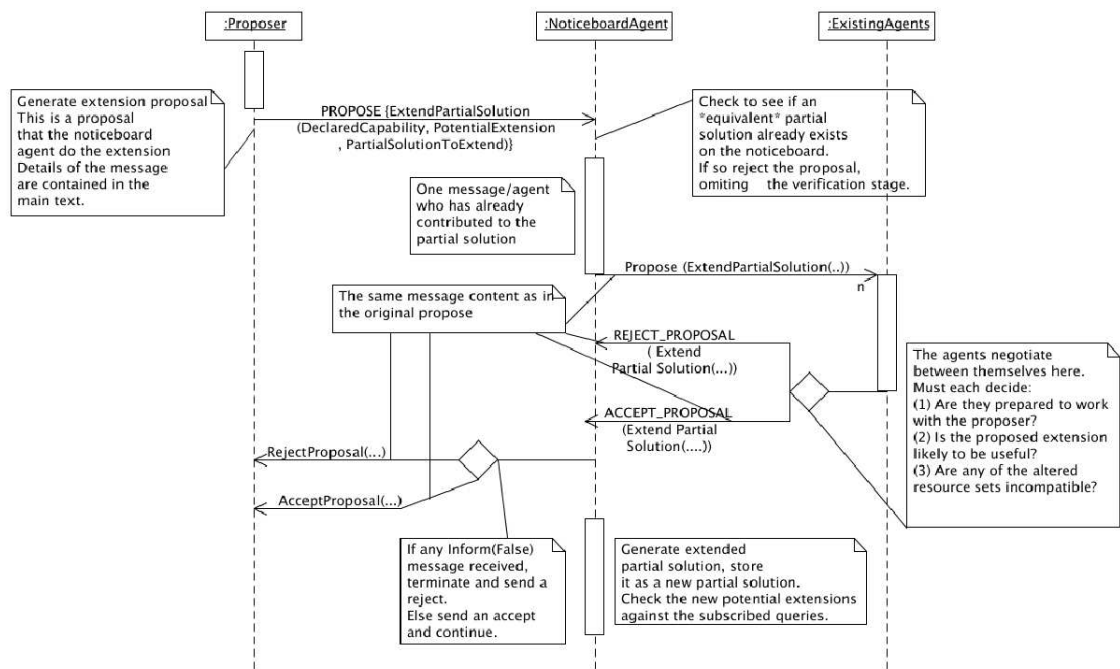 :Proposer
:NoticeboardAgent
:ExistingAgents
Generate extension proposal
This is a proposal
that the noticeboard
agent do the extension
Details of the message
are contained in the
main text.
PROPOSE {ExtendPartialSolution
(DeclaredCapability, PotentialExtension
, PartialSolutionToExtend)}
Check to see if an
*equivalent* partial
solution already exists
on the noticeboard.
If so reject the proposal,
omiting the verification stage.
One message/agent
who has already
contributed to the
partial solution
Propose (ExtendPartialSolution(..))
n
The same message content as in
the original propose
REJECT_PROPOSAL
( Extend
Partial Solution(...))
The agents negotiate
between themselves here.
Must each decide:
(1) Are they prepared to work
with the proposer?
(2) Is the proposed extension
likely to be useful?
(3) Are any of the altered
resource sets incompatible?
ACCEPT_PROPOSAL
(Extend Partial
Solution(....))
RejectProposal(...)
AcceptProposal(...)
If any Inform(False)
message received,
terminate and send a
reject.
Else send an accept
and continue.
Generate extended
partial solution, store
it as a new partial solution.
Check the new potential extensions
against the subscribed queries.